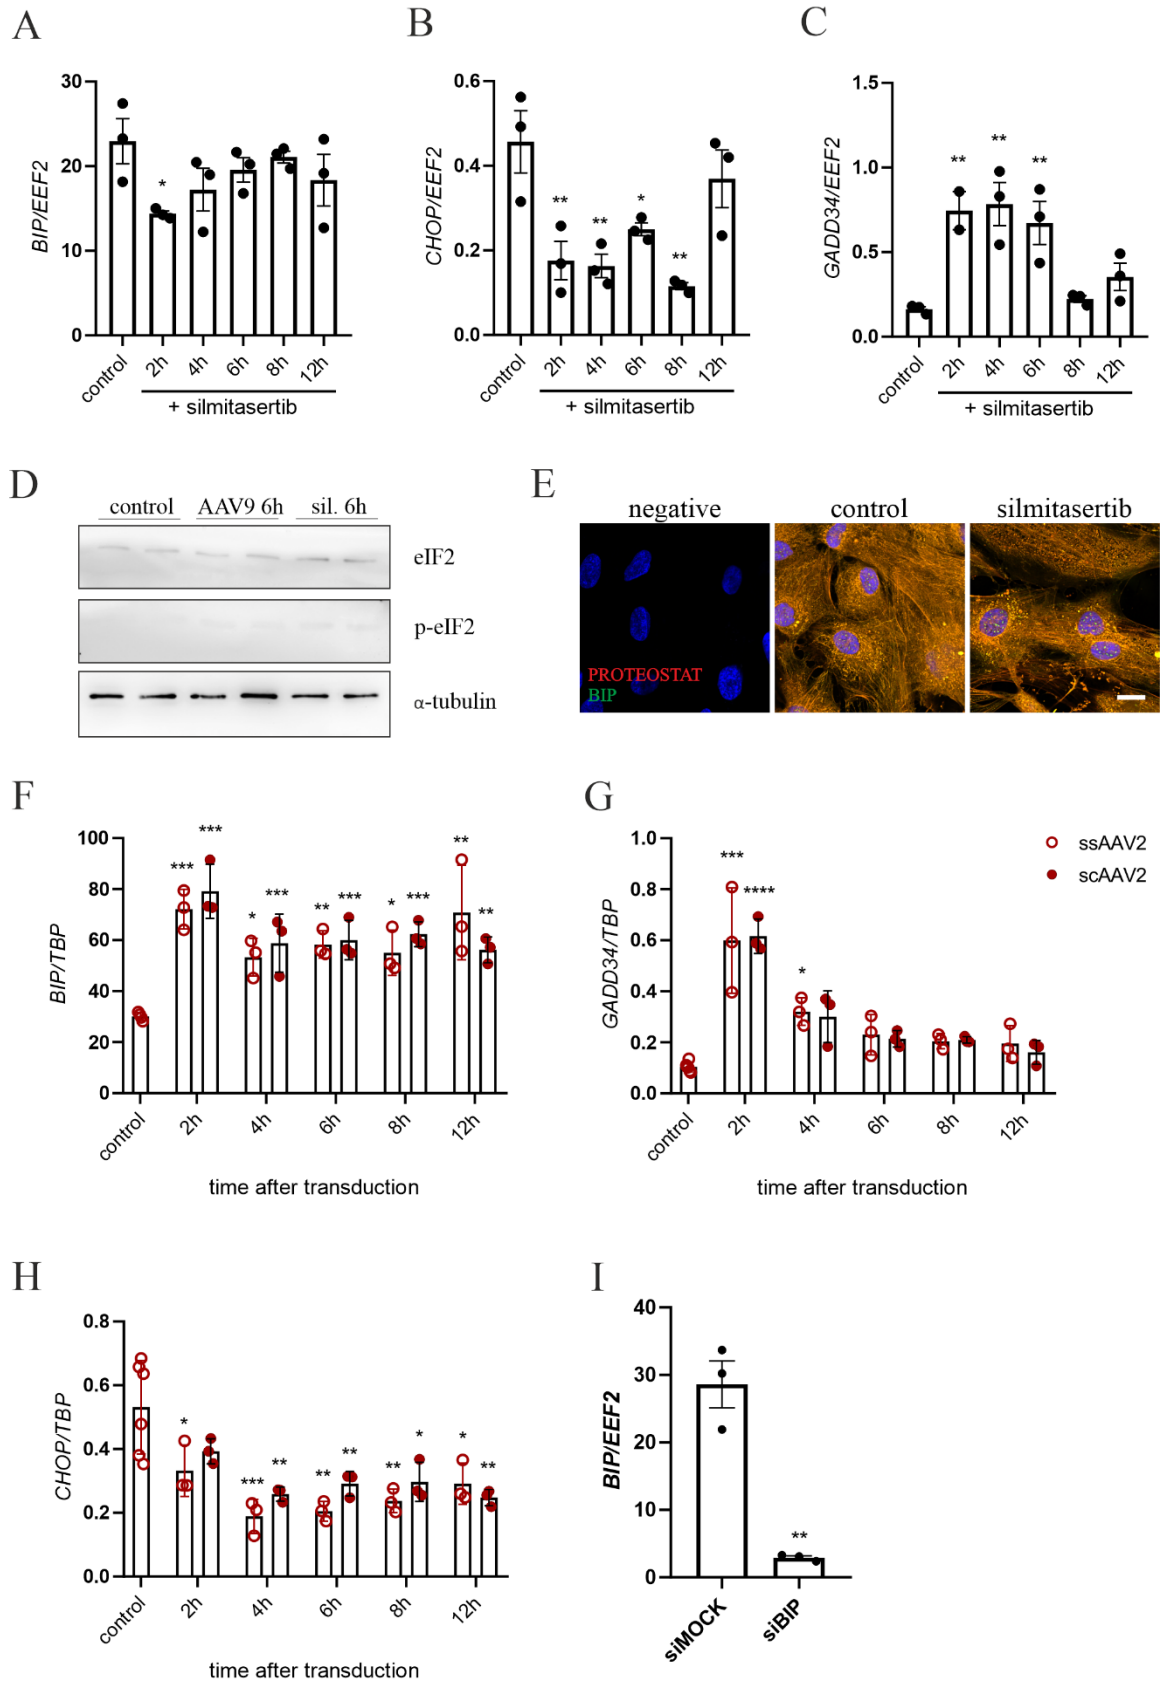 A
B
C
BIP/EEF2
30
20
10
0
*
control
2h
4h
6h
8h
12h
+ silmitasertib
CHOP/EEF2
0.6
0.4
0.2
0.0
**
**
*
**
control
2h
4h
6h
8h
12h
+ silmitasertib
GADD34/EEF2
1.5
1.0
0.5
0.0
**
**
**
control
2h
4h
6h
8h
12h
+ silmitasertib
D
control AAV9 6h sil. 6h
eIF2
p-eIF2
α-tubulin
E
negative control silmitasertib
PROTEOSTAT
BIP
F
BIP/TBP
100
80
60
40
20
0
***
***
*
***
**
***
*
***
**
**
control
2h
4h
6h
8h
12h
time after transduction
G
GADD34/TBP
1.0
0.8
0.6
0.4
0.2
0.0
***
****
*
control
2h
4h
6h
8h
12h
time after transduction
ssAAV2
scAAV2
H
CHOP/TBP
0.8
0.6
0.4
0.2
0.0
*
***
**
**
**
**
*
*
**
control
2h
4h
6h
8h
12h
time after transduction
I
BIP/EEF2
40
30
20
10
0
**
siMOCK
siBIP